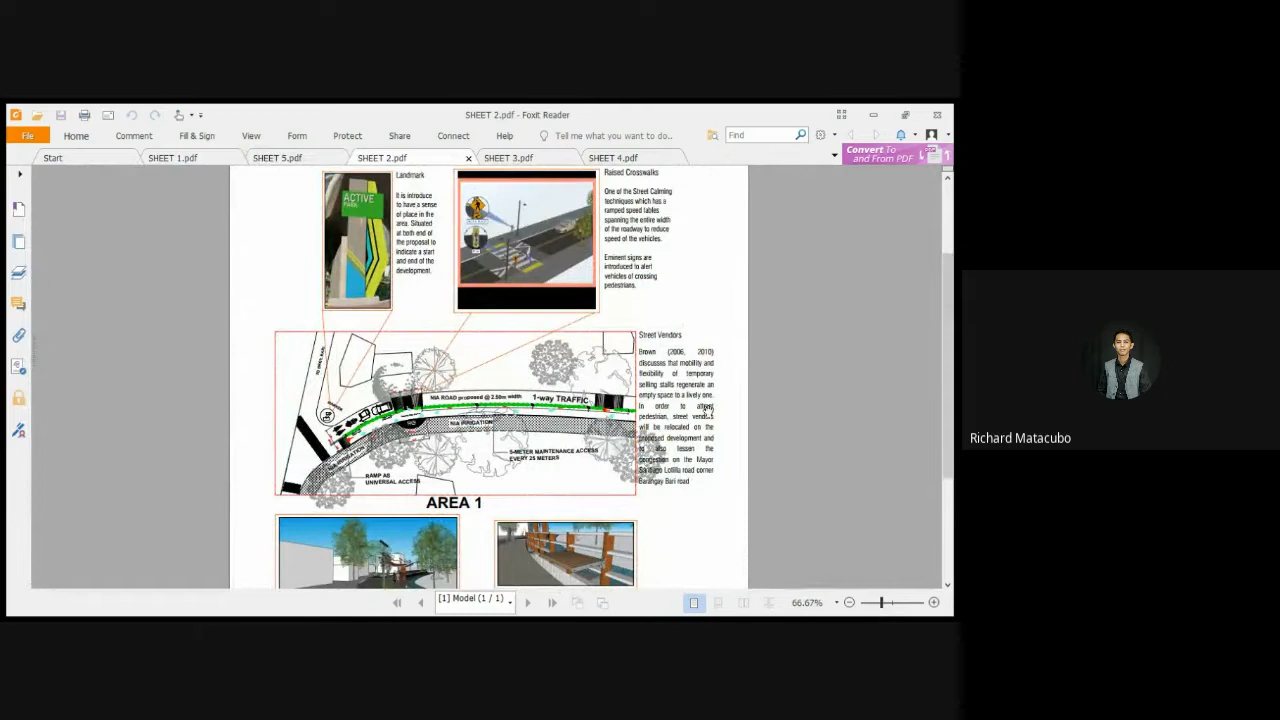 SHEET 2.pdf - Foxit Reader
File Home Comment Fill & Sign View Form Protect Share Connect Help Tell me what you want to do.. Find
Start SHEET 1.pdf SHEET 5.pdf SHEET 2.pdf SHEET 3.pdf SHEET 4.pdf
Convert To
and From PDF
Landmark
It is introduce
to have a sense
of place in the
area. Situated
at both end of
the proposal to
indicate a start
and end of the
development.
ACTIVE
PARK
Raised Crosswalks
One of the Street Calming
techniques which has a
ramped speed tables
spanning the entire width
of the roadway to reduce
speed of the vehicles.
Eminent signs are
introduced to alert
vehicles of crossing
pedestrians.
Street Vendors
Brown (2006, 2010)
discusses that mobility and
flexibility of temporary
selling stalls regenerate an
empty space to a lively one.
In order to attract
pedestrian, street vendors
will be relocated on the
proposed development and
to also lessen the
congestion on the Mayor
Santiago Lotilla road corner
Barangay Bari road
NIA ROAD proposed @ 2.50m width
1-way TRAFFIC
NIA IRRIGATION
NIA IRRIGATION
5-METER MAINTENANCE ACCESS
EVERY 25 METERS
RAMP AS
UNIVERSAL ACCESS
AREA 1
[1] Model (1 / 1)
66.67%
Richard Matacubo